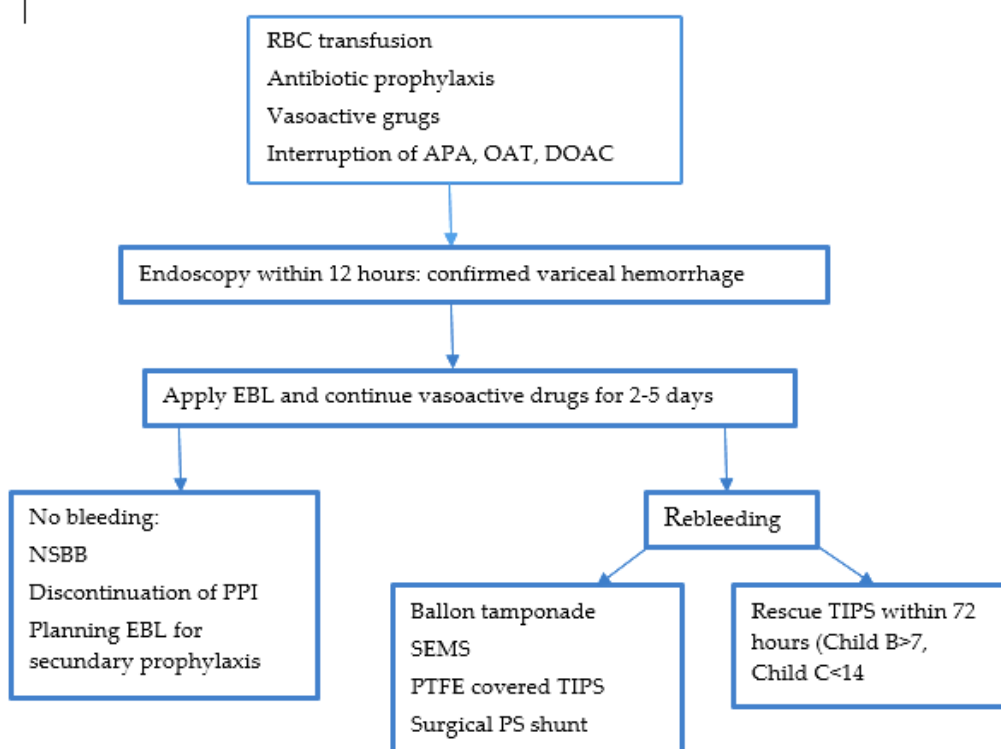 RBC transfusion
Antibiotic prophylaxis
Vasoactive grugs
Interruption of APA, OAT, DOAC
Endoscopy within 12 hours: confirmed variceal hemorrhage
Apply EBL and continue vasoactive drugs for 2-5 days
No bleeding:
NSBB
Discontinuation of PPI
Planning EBL for
secundary prophylaxis
Rebleeding
Ballon tamponade
SEMS
PTFE covered TIPS
Surgical PS shunt
Rescue TIPS within 72
hours (Child B>7,
Child C<14